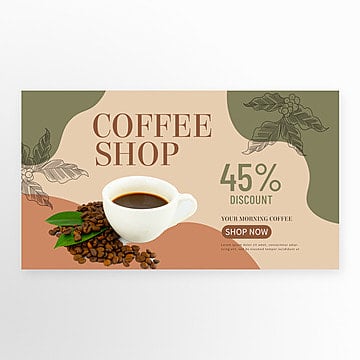 COFFEE
SHOP
45%
DISCOUNT
YOUR MORNING COFFEE
SHOP NOW